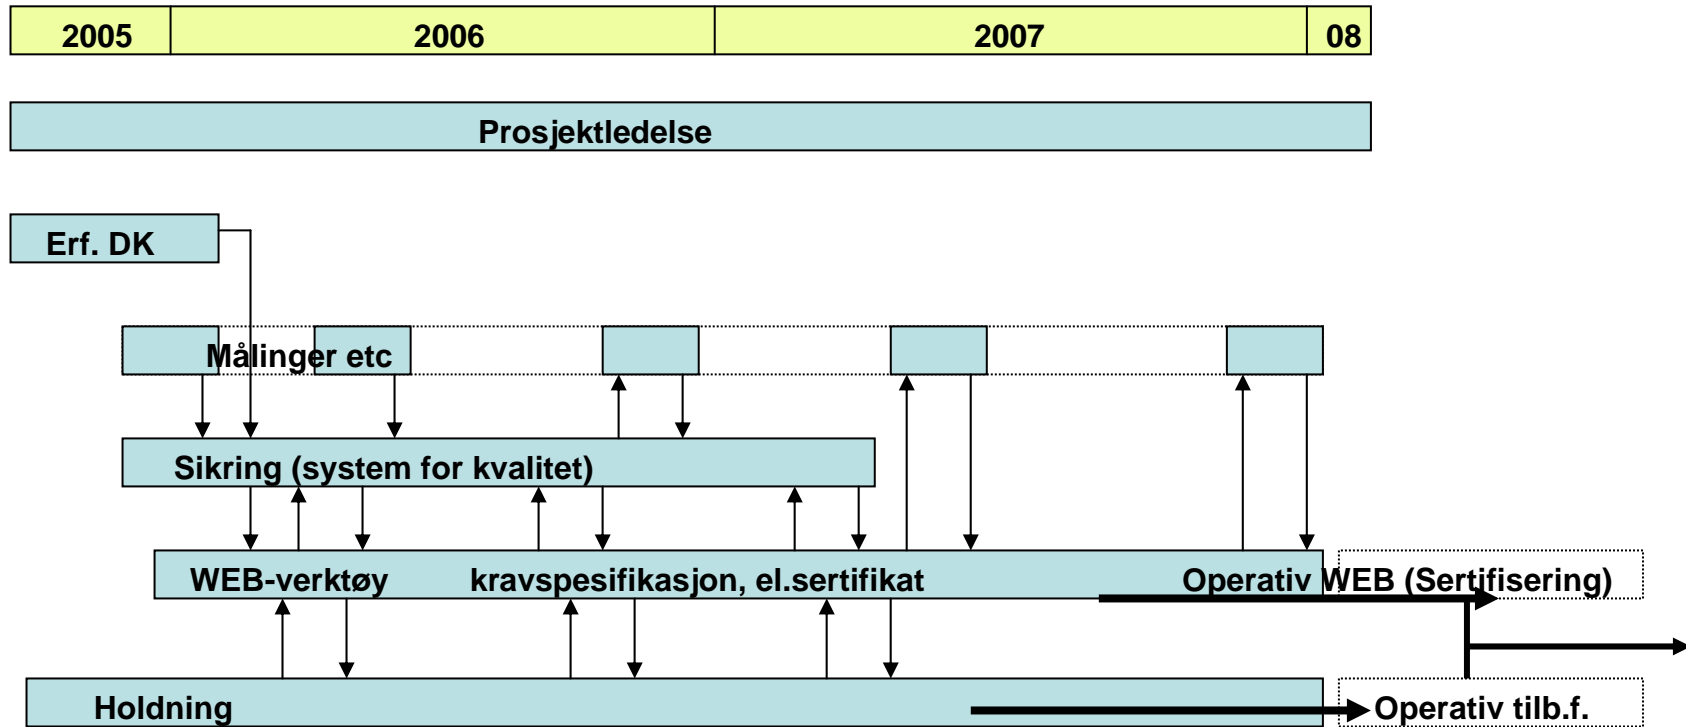 2005 2006 2007 08
Prosjektledelse
Erf. DK
Målinger etc
Sikring (system for kvalitet)
WEB-verktøy kravspesifikasjon, el.sertifikat Operativ WEB (Sertifisering)
Holdning Operativ tilb.f.